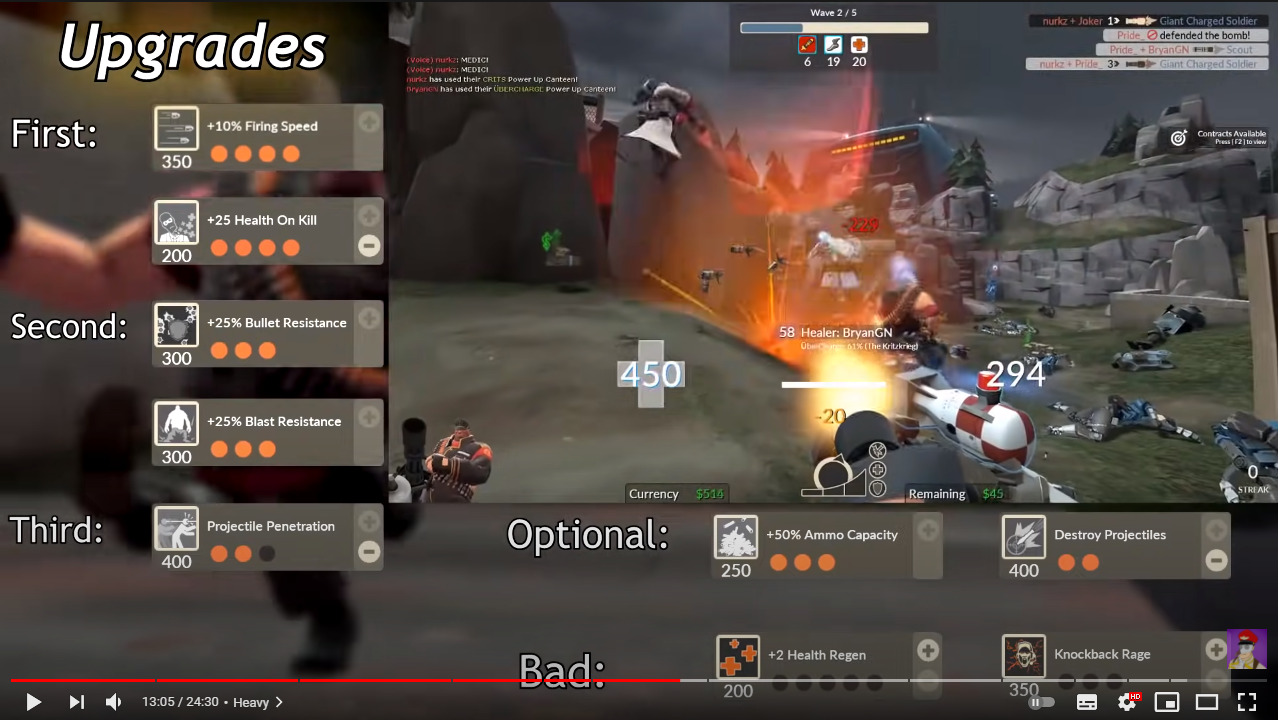 Upgrades
First:
+10% Firing Speed
350
+25 Health On Kill
200
Second:
+25% Bullet Resistance
300
+25% Blast Resistance
300
Third:
Projectile Penetration
400
Wave 2 / 5
6 19 20
(Voice) nurkz: MEDIC!
(Voice) nurkz: MEDIC!
nurkz has used their CRITS Power Up Canteen!
BryanGN has used their ÜBERCHARGE Power Up Canteen!
nurkz + Joker 1 Giant Charged Soldier
Pride_ defended the bomb!
Pride_ + BryanGN Scout
nurkz + Pride_ 3 Giant Charged Soldier
Contracts Available
Press [ F2 ] to view
-229
58 Healer: BryanGN
ÜberCharge: 61% (The Kritzkrieg)
450
294
-20
0
STREAK
Currency $514
Remaining $45
Optional:
+50% Ammo Capacity
250
Destroy Projectiles
400
Bad:
+2 Health Regen
200
Knockback Rage
350
13:05 / 24:30 • Heavy
HD